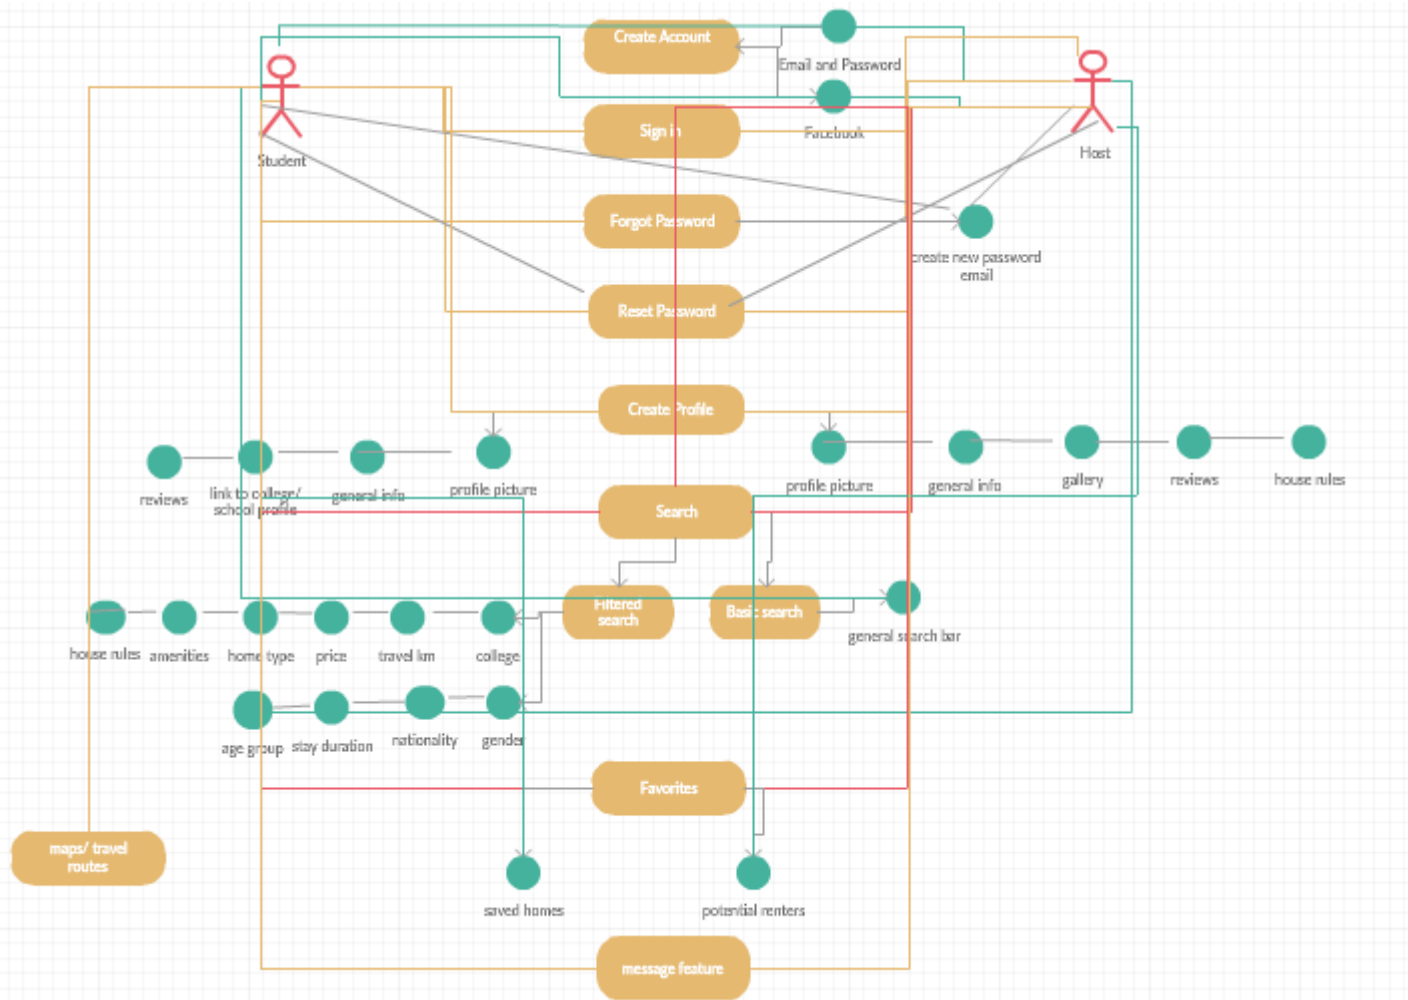 Create Account
Email and Password
Facebook
Sign in
Student
Host
Forgot Password
create new password
email
Reset Password
Create Profile
reviews
link to college/
school profile
general info
profile picture
profile picture
general info
gallery
reviews
house rules
Search
Filtered
search
Basic search
general search bar
house rules
amenities
home type
price
travel km
college
age group
stay duration
nationality
gender
Favorites
maps/ travel
routes
saved homes
potential renters
message feature